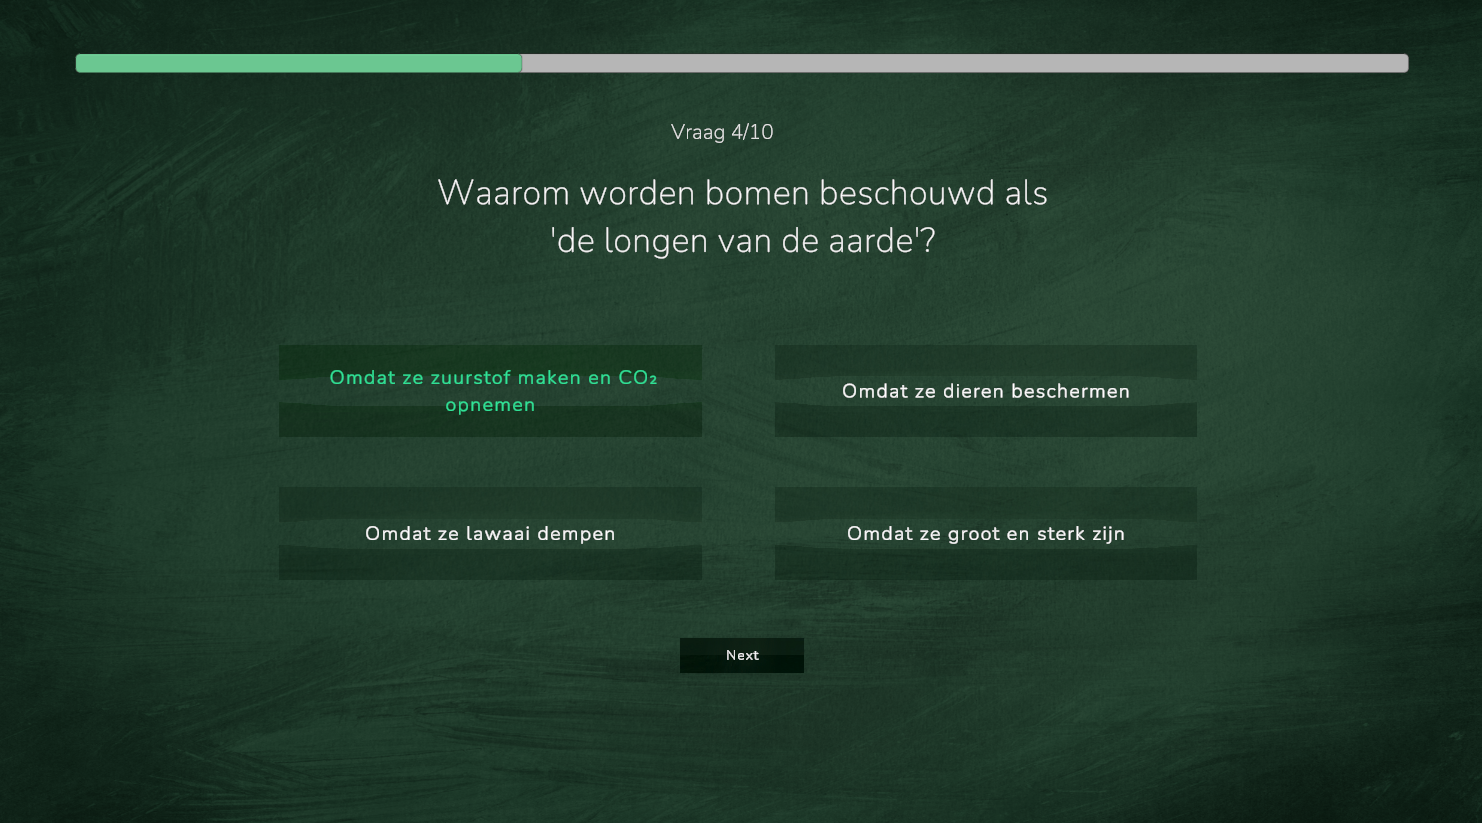 Vraag 4/10
Waarom worden bomen beschouwd als
'de longen van de aarde'?
Omdat ze zuurstof maken en CO₂
opnemen
Omdat ze dieren beschermen
Omdat ze lawaai dempen
Omdat ze groot en sterk zijn
Next